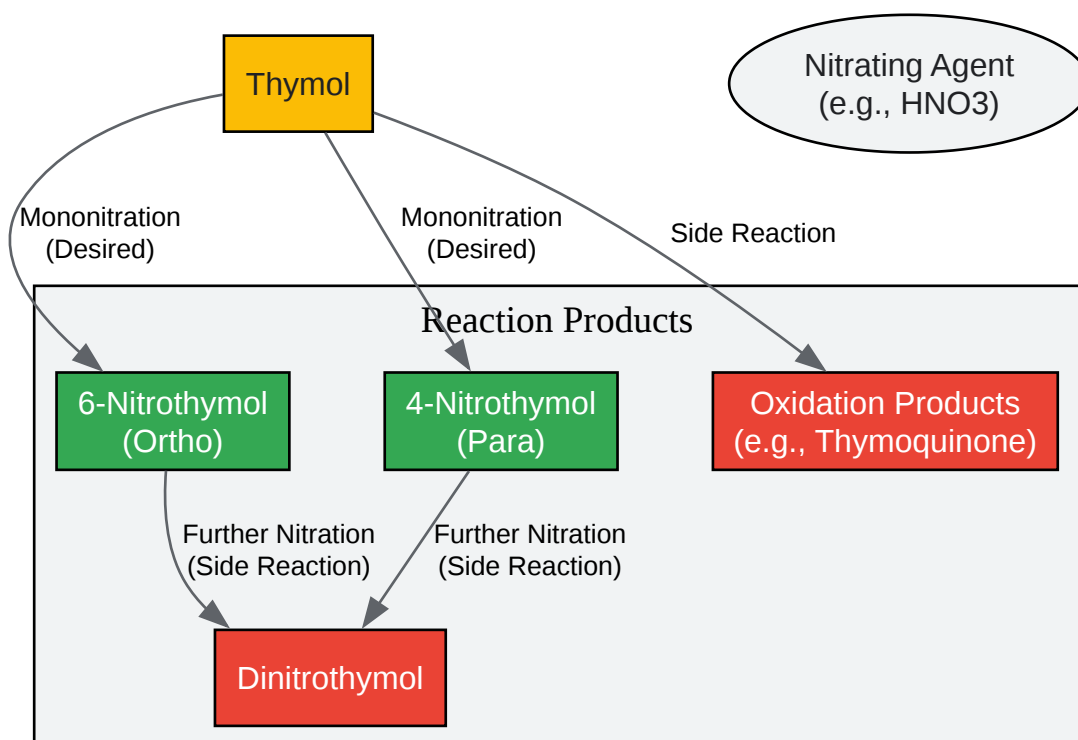 Thymol
Nitrating Agent
(e.g., HNO3)
Mononitration
(Desired)
Mononitration
(Desired)
Side Reaction
Reaction Products
6-Nitrothymol
(Ortho)
4-Nitrothymol
(Para)
Oxidation Products
(e.g., Thymoquinone)
Further Nitration
(Side Reaction)
Further Nitration
(Side Reaction)
Dinitrothymol